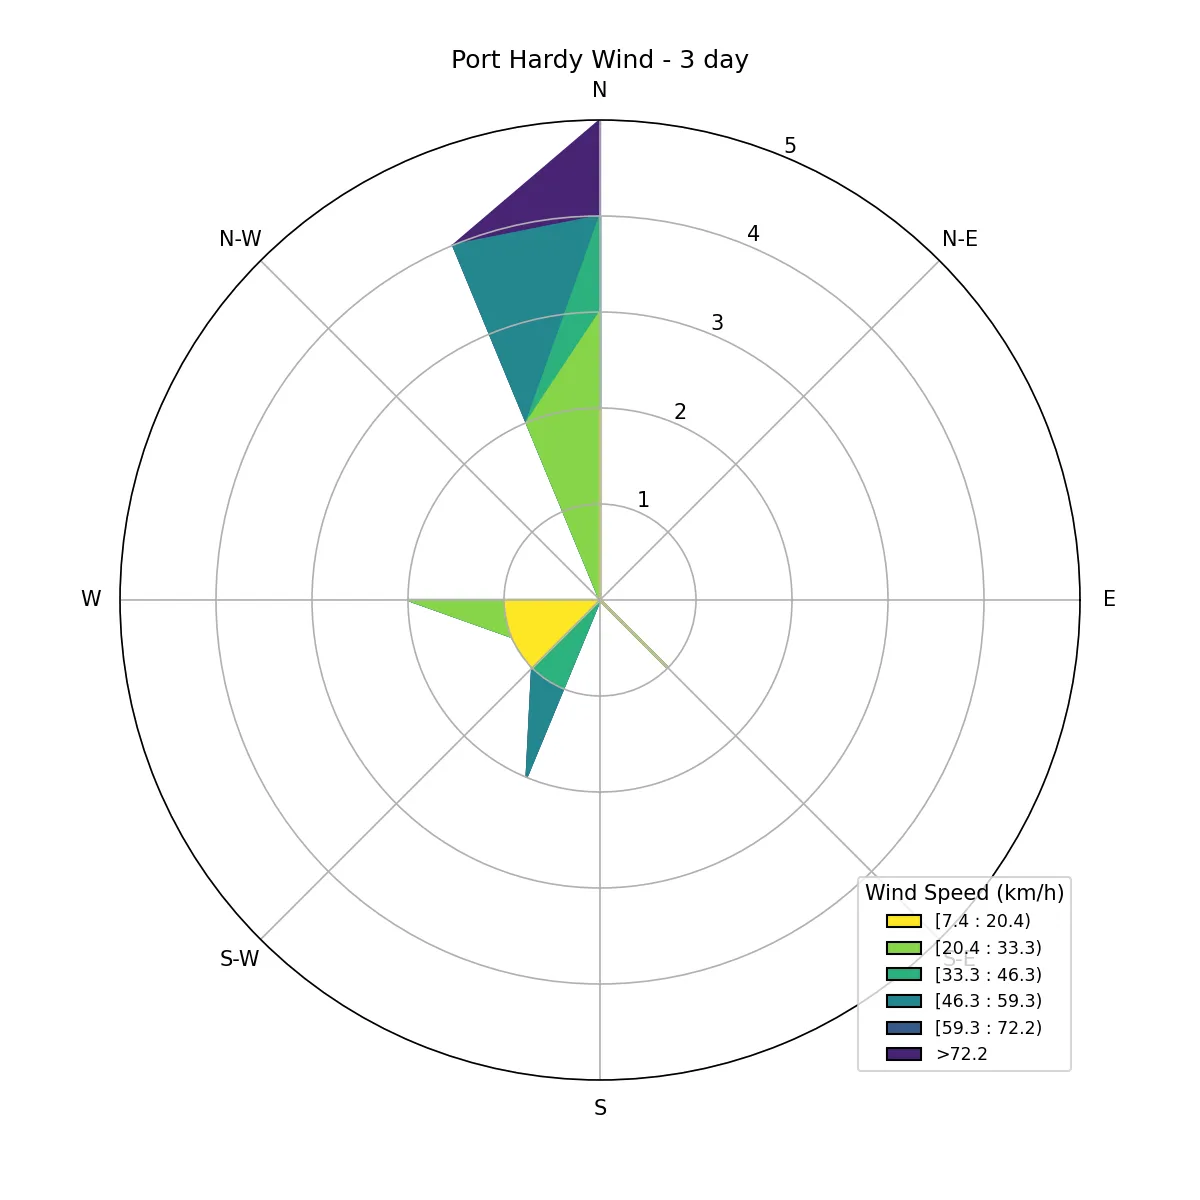 Port Hardy Wind - 3 day
N
5
N-W
4
N-E
3
2
1
W
E
S-W
S-E
S
Wind Speed (km/h)
[7.4 : 20.4)
[20.4 : 33.3)
[33.3 : 46.3)
[46.3 : 59.3)
[59.3 : 72.2)
>72.2